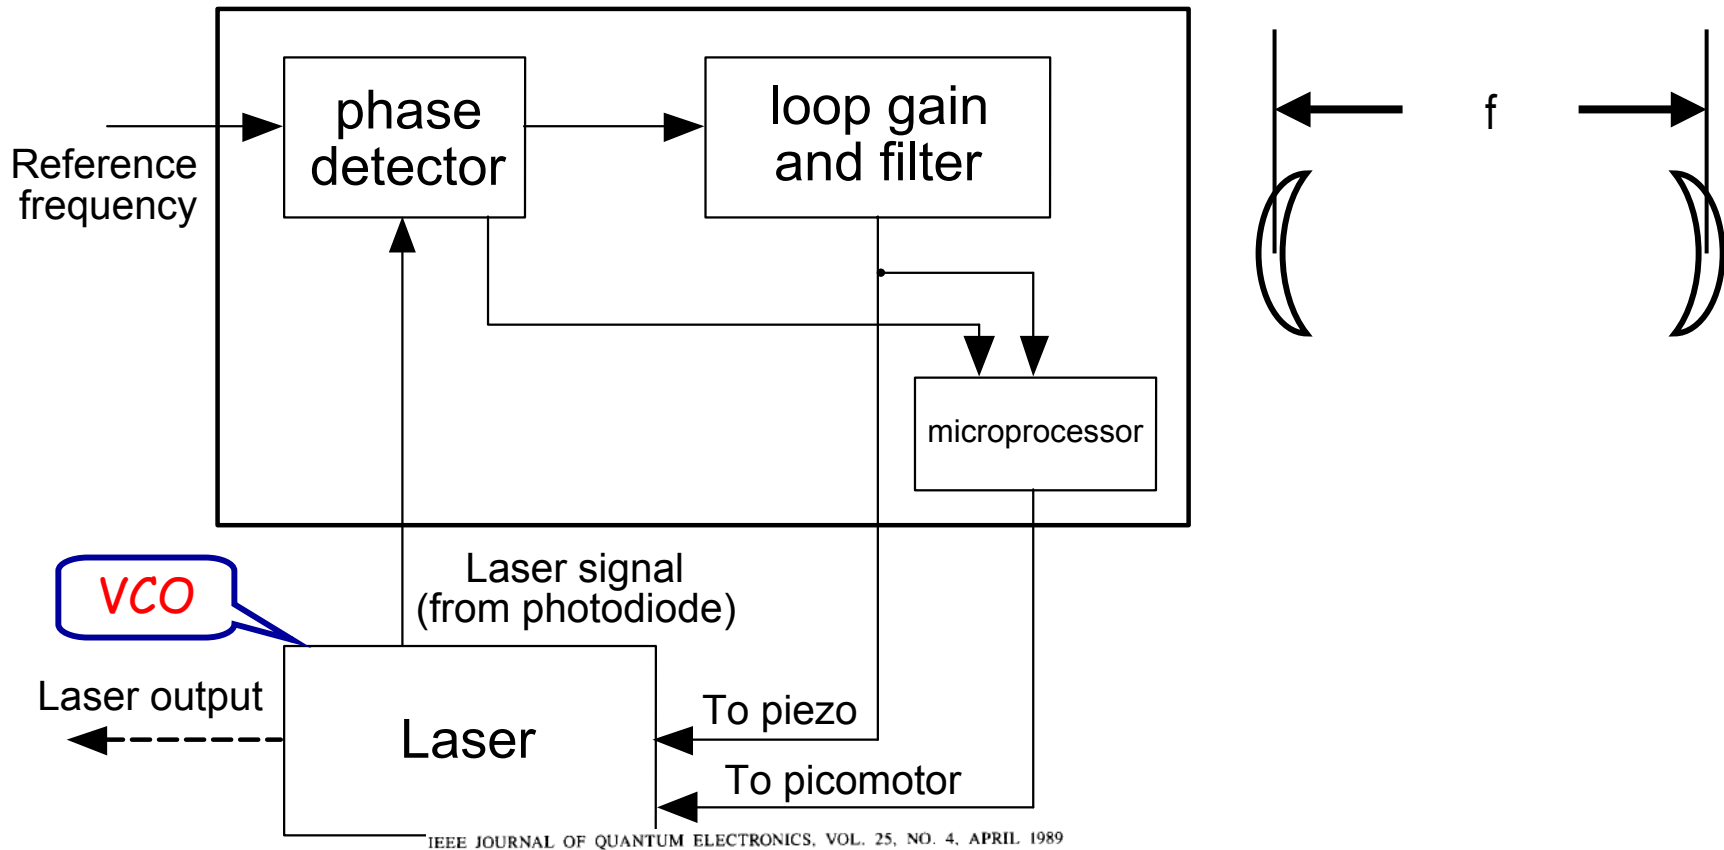 phase
detector
loop gain
and filter
f
Reference
frequency
microprocessor
VCO
Laser signal
(from photodiode)
Laser output
Laser
To piezo
To picomotor
IEEE JOURNAL OF QUANTUM ELECTRONICS, VOL. 25, NO. 4, APRIL 1989